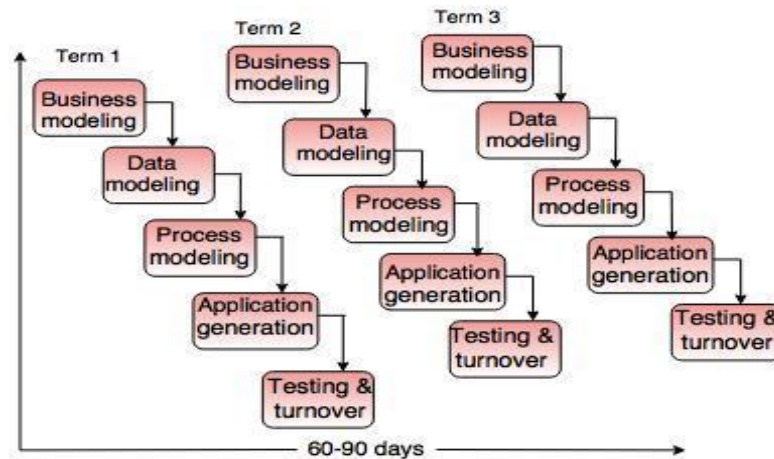 Term 1
Business
modeling
Data
modeling
Process
modeling
Application
generation
Testing &
turnover
Term 2
Business
modeling
Data
modeling
Process
modeling
Application
generation
Testing &
turnover
Term 3
Business
modeling
Data
modeling
Process
modeling
Application
generation
Testing &
turnover
60-90 days